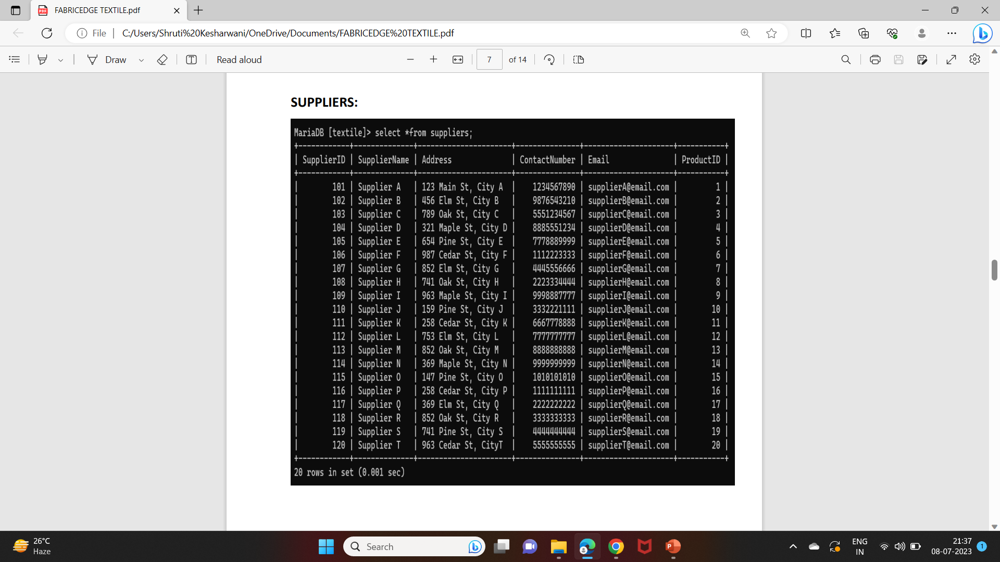 FABRICEDGE TEXTILE.pdf
File C:/Users/Shruti%20Kesharwani/OneDrive/Documents/FABRICEDGE%20TEXTILE.pdf
Draw Read aloud 7 of 14
SUPPLIERS:
MariaDB [textile]> select *from suppliers;
+------------+--------------+----------------------+---------------+---------------------+-----------+
| SupplierID | SupplierName | Address | ContactNumber | Email | ProductID |
+------------+--------------+----------------------+---------------+---------------------+-----------+
| 101 | Supplier A | 123 Main St, City A | 1234567890 | supplierA@email.com | 1 |
| 102 | Supplier B | 456 Elm St, City B | 9876543210 | supplierB@email.com | 2 |
| 103 | Supplier C | 789 Oak St, City C | 5551234567 | supplierC@email.com | 3 |
| 104 | Supplier D | 321 Maple St, City D | 8885551234 | supplierD@email.com | 4 |
| 105 | Supplier E | 654 Pine St, City E | 7778889999 | supplierE@email.com | 5 |
| 106 | Supplier F | 987 Cedar St, City F | 1112223333 | supplierF@email.com | 6 |
| 107 | Supplier G | 852 Elm St, City G | 4445556666 | supplierG@email.com | 7 |
| 108 | Supplier H | 741 Oak St, City H | 2223334444 | supplierH@email.com | 8 |
| 109 | Supplier I | 963 Maple St, City I | 9998887777 | supplierI@email.com | 9 |
| 110 | Supplier J | 159 Pine St, City J | 3332221111 | supplierJ@email.com | 10 |
| 111 | Supplier K | 258 Cedar St, City K | 6667778888 | supplierK@email.com | 11 |
| 112 | Supplier L | 753 Elm St, City L | 7777777777 | supplierL@email.com | 12 |
| 113 | Supplier M | 852 Oak St, City M | 8888888888 | supplierM@email.com | 13 |
| 114 | Supplier N | 369 Maple St, City N | 9999999999 | supplierN@email.com | 14 |
| 115 | Supplier O | 147 Pine St, City O | 1010101010 | supplierO@email.com | 15 |
| 116 | Supplier P | 258 Cedar St, City P | 1111111111 | supplierP@email.com | 16 |
| 117 | Supplier Q | 369 Elm St, City Q | 2222222222 | supplierQ@email.com | 17 |
| 118 | Supplier R | 852 Oak St, City R | 3333333333 | supplierR@email.com | 18 |
| 119 | Supplier S | 741 Pine St, City S | 4444444444 | supplierS@email.com | 19 |
| 120 | Supplier T | 963 Cedar St, CityT | 5555555555 | supplierT@email.com | 20 |
+------------+--------------+----------------------+---------------+---------------------+-----------+
20 rows in set (0.001 sec)
26°C
Haze
Search
ENG
IN
21:37
08-07-2023
1